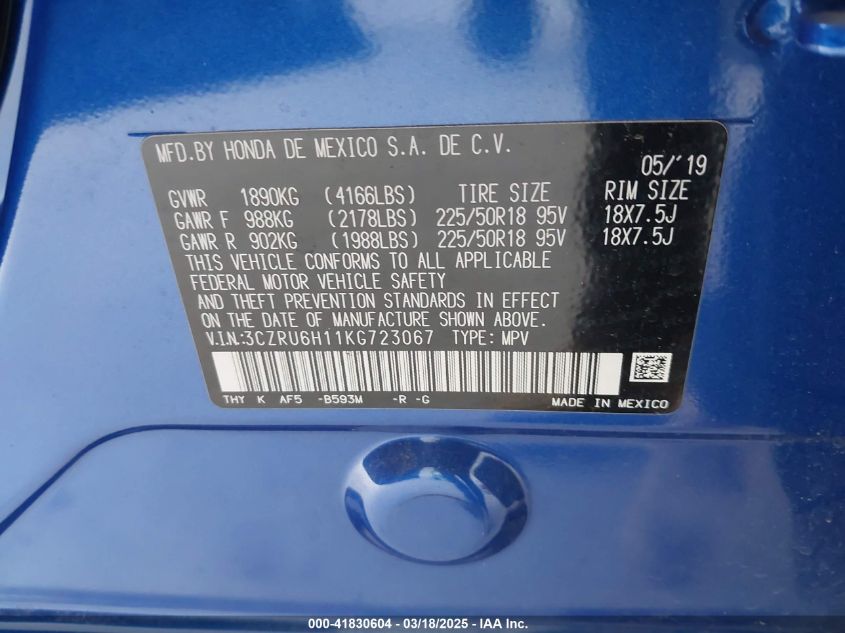 MFD.BY HONDA DE MEXICO S.A. DE C.V.
05/'19
GVWR 1890KG (4166LBS) TIRE SIZE RIM SIZE
GAWR F 988KG (2178LBS) 225/50R18 95V 18X7.5J
GAWR R 902KG (1988LBS) 225/50R18 95V 18X7.5J
THIS VEHICLE CONFORMS TO ALL APPLICABLE
FEDERAL MOTOR VEHICLE SAFETY
AND THEFT PREVENTION STANDARDS IN EFFECT
ON THE DATE OF MANUFACTURE SHOWN ABOVE.
V.I.N:3CZRU6H11KG723067 TYPE: MPV
THY K AF5 -B593M -R -G MADE IN MEXICO
000-41830604 / 03/18/2025 - IAA Inc.